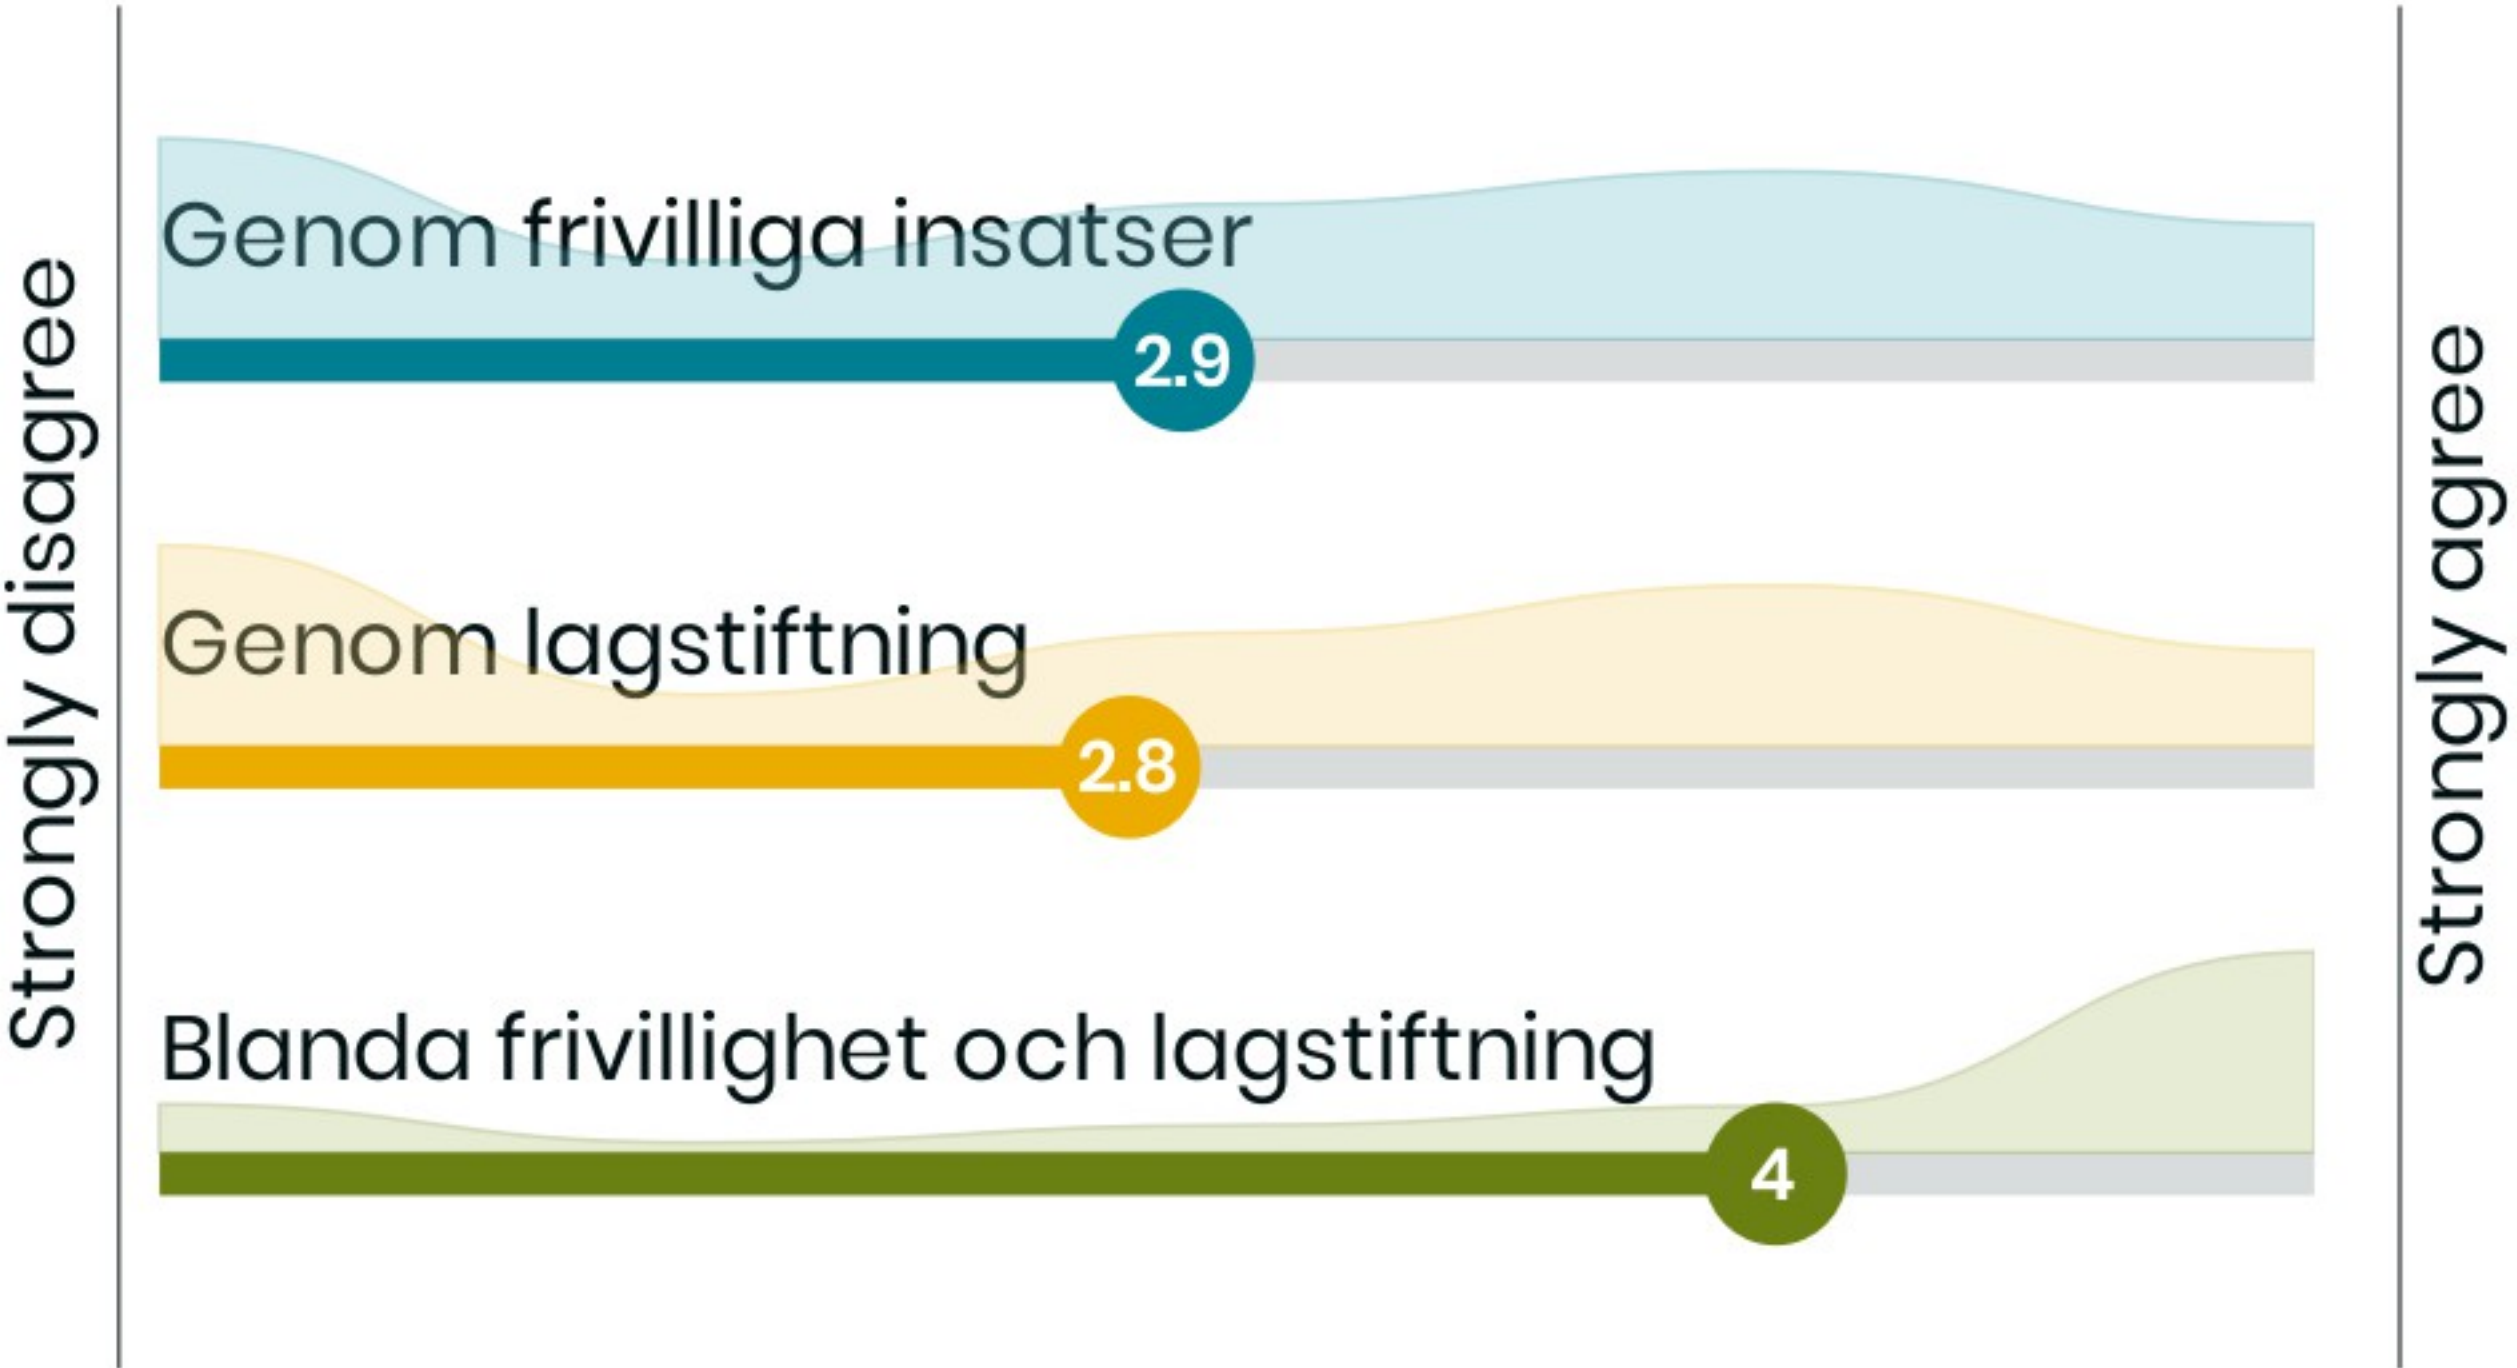 Strongly disagree
Genom frivilliga insatser
2.9
Genom lagstiftning
2.8
Blanda frivillighet och lagstiftning
4
Strongly agree